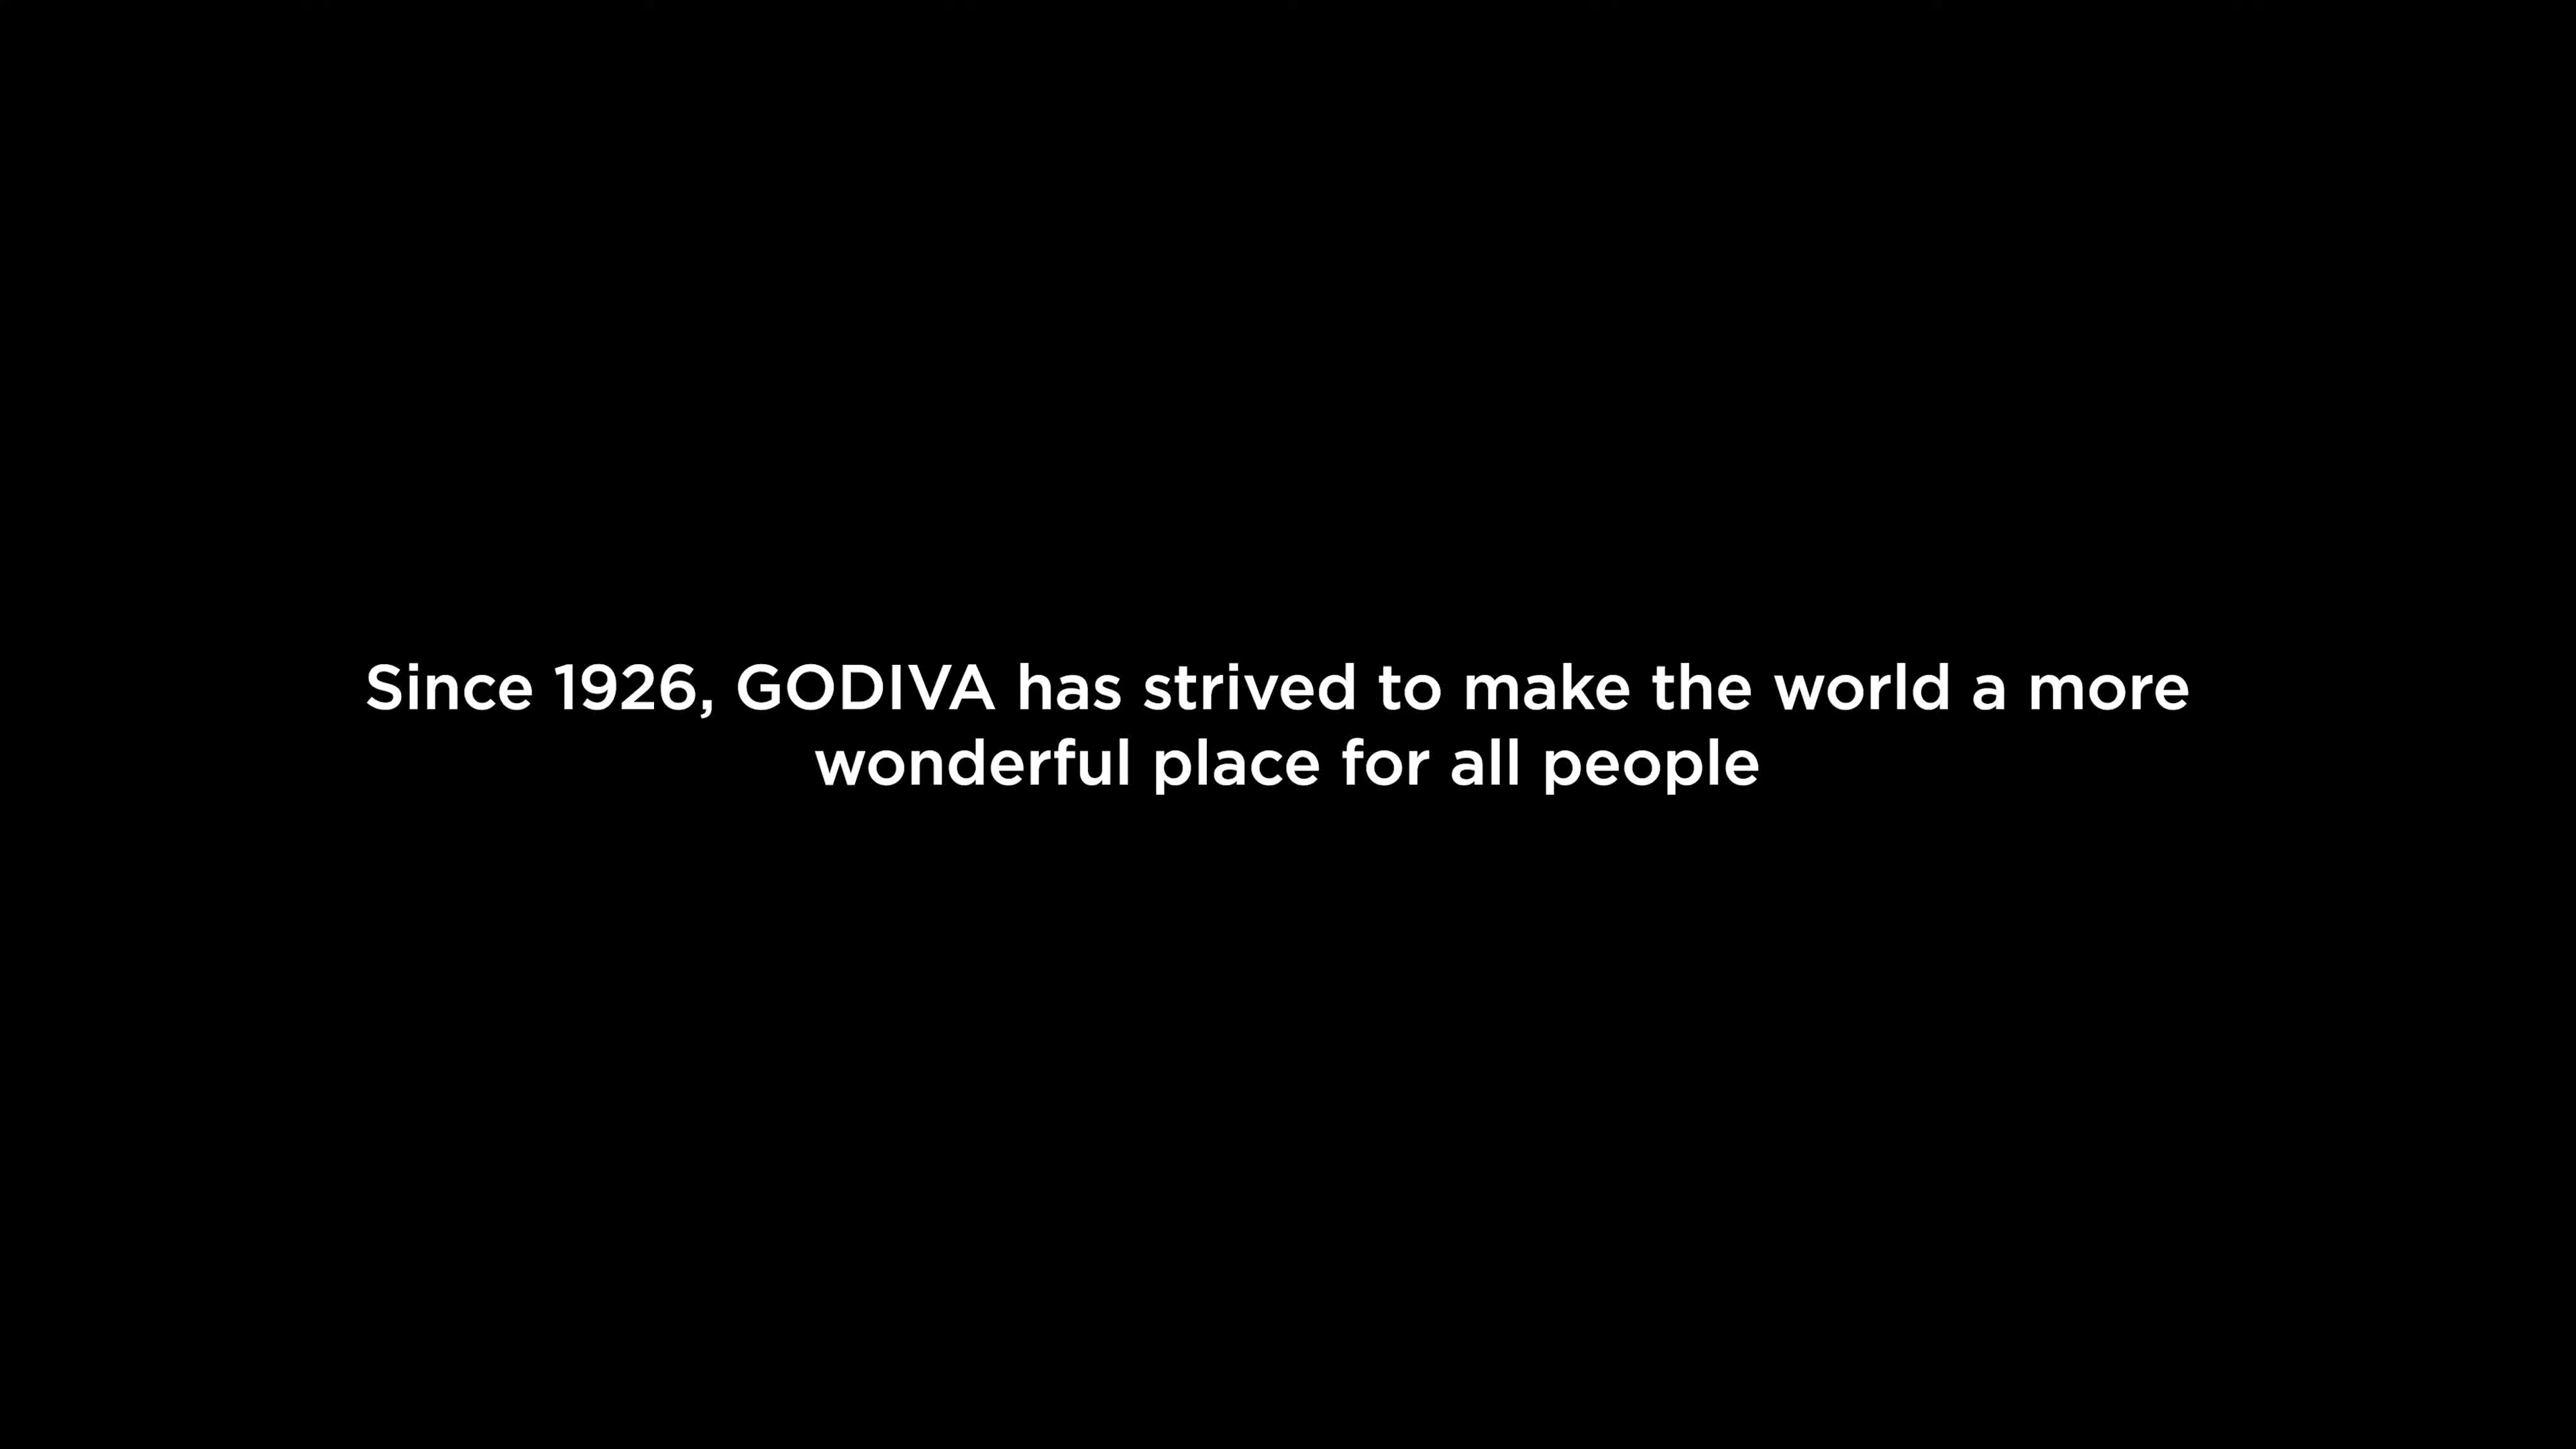 Since 1926, GODIVA has strived to make the world a more
wonderful place for all people